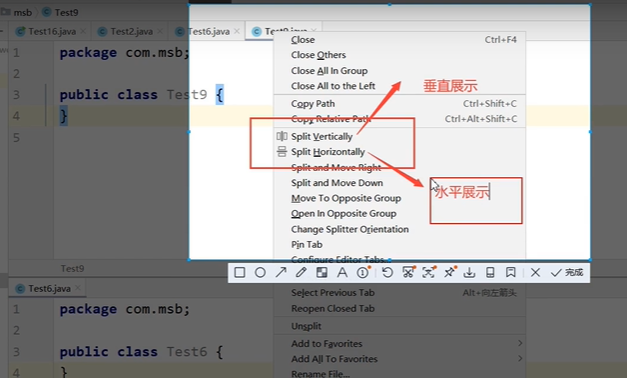 msb Test9
Test16.java Test2.java Test6.java Test9.java
1 package com.msb;
2
3 public class Test9 {
4 }
5
Close Ctrl+F4
Close Others
Close All In Group
Close All to the Left
Copy Path Ctrl+Shift+C
Copy Relative Path Ctrl+Alt+Shift+C
Split Vertically
Split Horizontally
Split and Move Right
Split and Move Down
Move To Opposite Group
Open In Opposite Group
Change Splitter Orientation
Pin Tab
Configure Editor Tabs
垂直展示
水平展示
Test9
完成
Select Previous Tab Alt+向左箭头
Reopen Closed Tab
Unsplit
Add to Favorites
Add All To Favorites
Rename File...
Test6.java
1 package com.msb;
2
3 public class Test6 {
4 }